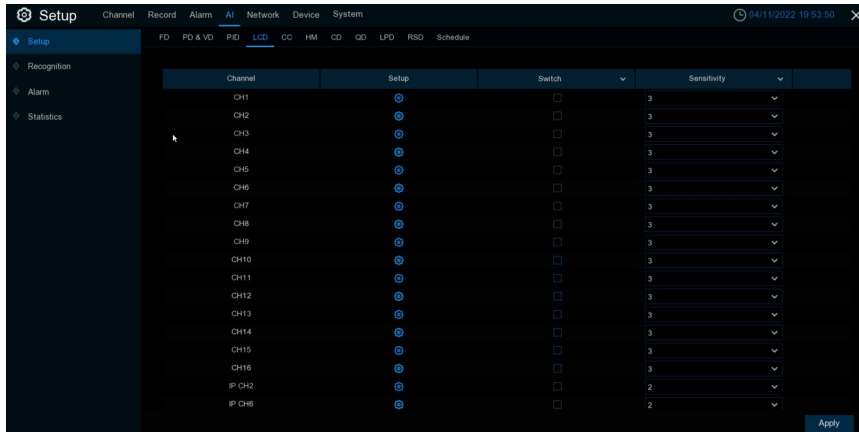 Setup Channel Record Alarm AI Network Device System 04/11/2022 19:53:50
Setup FD PD & VD PID LCD CC HM CD QD LPD RSD Schedule
Recognition
Alarm
Statistics
Channel Setup Switch Sensitivity
CH1 3
CH2 3
CH3 3
CH4 3
CH5 3
CH6 3
CH7 3
CH8 3
CH9 3
CH10 3
CH11 3
CH12 3
CH13 3
CH14 3
CH15 3
CH16 3
IP CH2 2
IP CH6 2
Apply